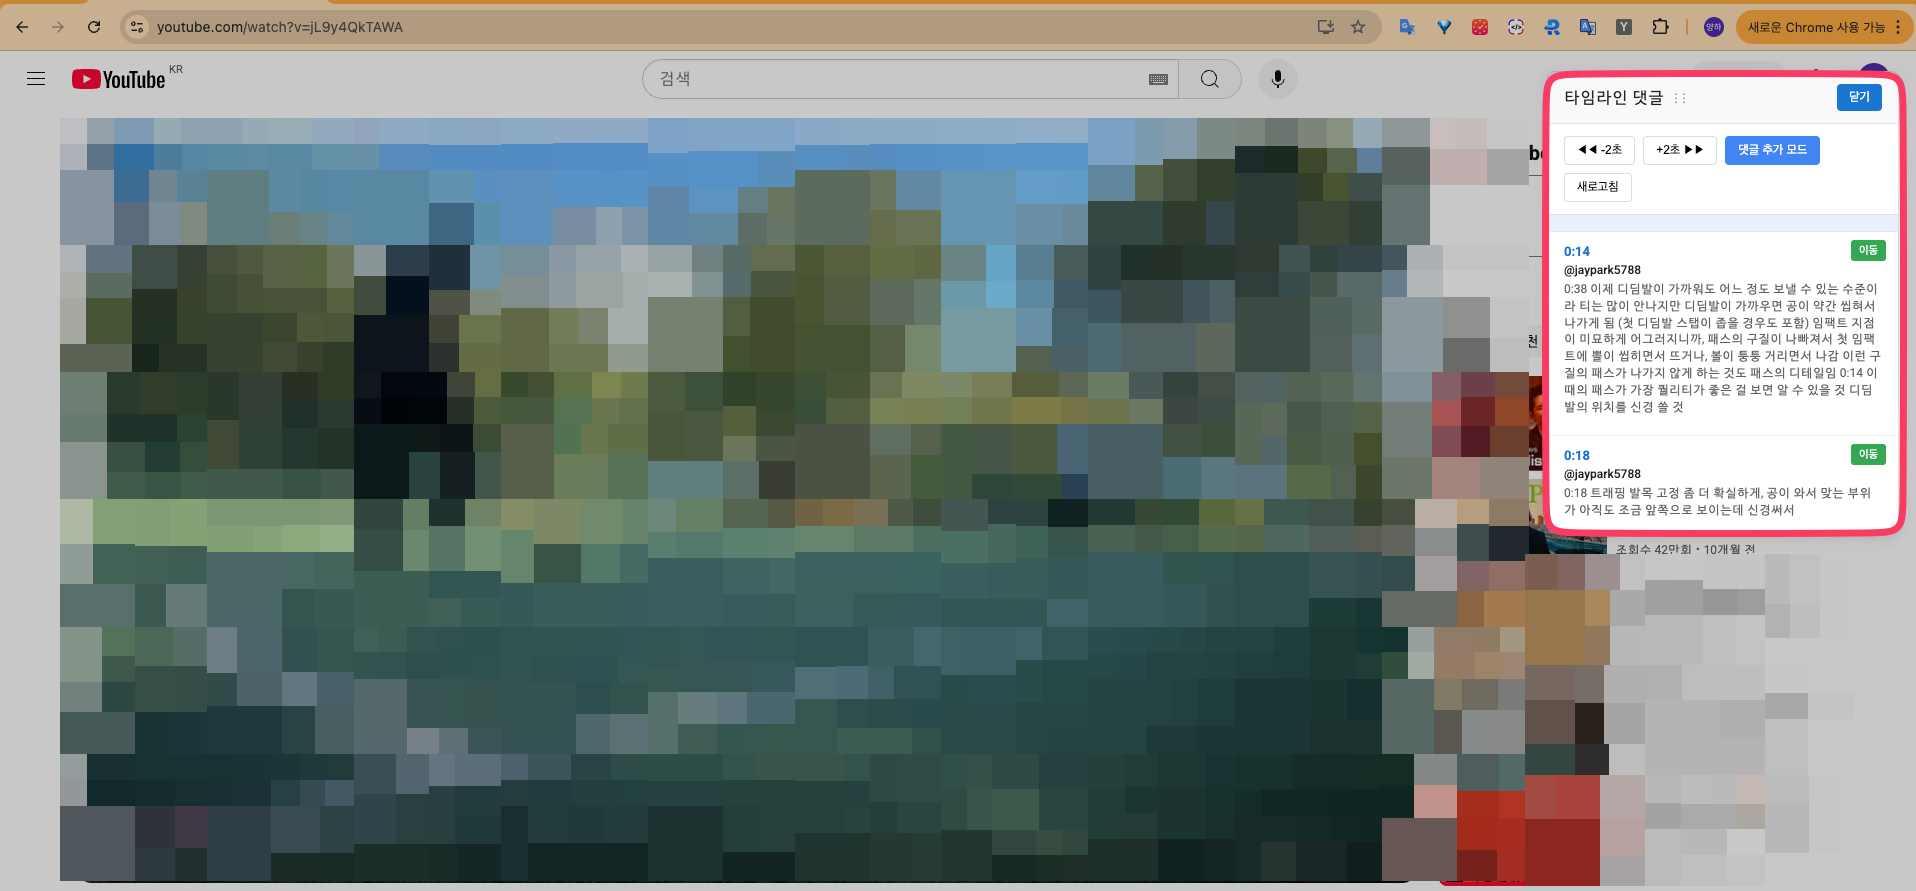 youtube.com/watch?v=jL9y4QkTAWA
양하
새로운 Chrome 사용 가능
YouTube KR
검색
타임라인 댓글
닫기
◀◀ -2초
+2초 ▶▶
댓글 추가 모드
새로고침
0:14
이동
@jaypark5788
0:38 이제 디딤발이 가까워도 어느 정도 보낼 수 있는 수준이
라 티는 많이 안나지만 디딤발이 가까우면 공이 약간 씹혀서
나가게 됨 (첫 디딤발 스탭이 좁을 경우도 포함) 임팩트 지점
이 미묘하게 어그러지니까, 패스의 구질이 나빠져서 첫 임팩
트에 뽈이 씹히면서 뜨거나, 볼이 퉁퉁 거리면서 나감 이런 구
질의 패스가 나가지 않게 하는 것도 패스의 디테일임 0:14 이
때의 패스가 가장 퀄리티가 좋은 걸 보면 알 수 있을 것 디딤
발의 위치를 신경 쓸 것
0:18
이동
@jaypark5788
0:18 트래핑 발목 고정 좀 더 확실하게, 공이 와서 맞는 부위
가 아직도 조금 앞쪽으로 보이는데 신경써서
조회수 42만회 • 10개월 전